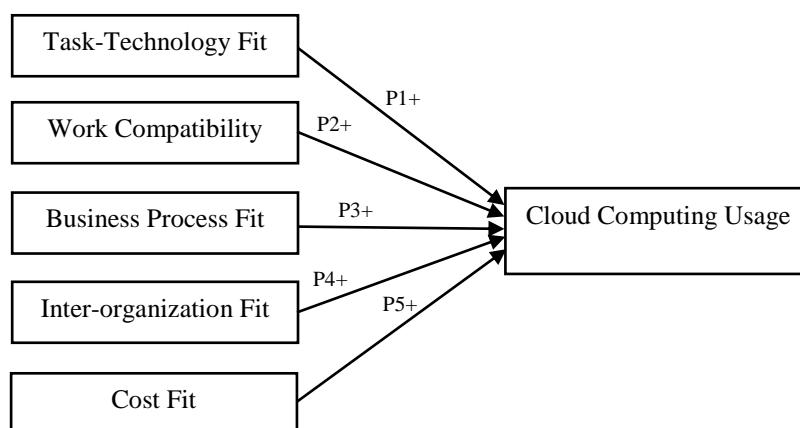 Task-Technology Fit
P1+
Work Compatibility
P2+
Business Process Fit
P3+
Cloud Computing Usage
Inter-organization Fit
P4+
P5+
Cost Fit